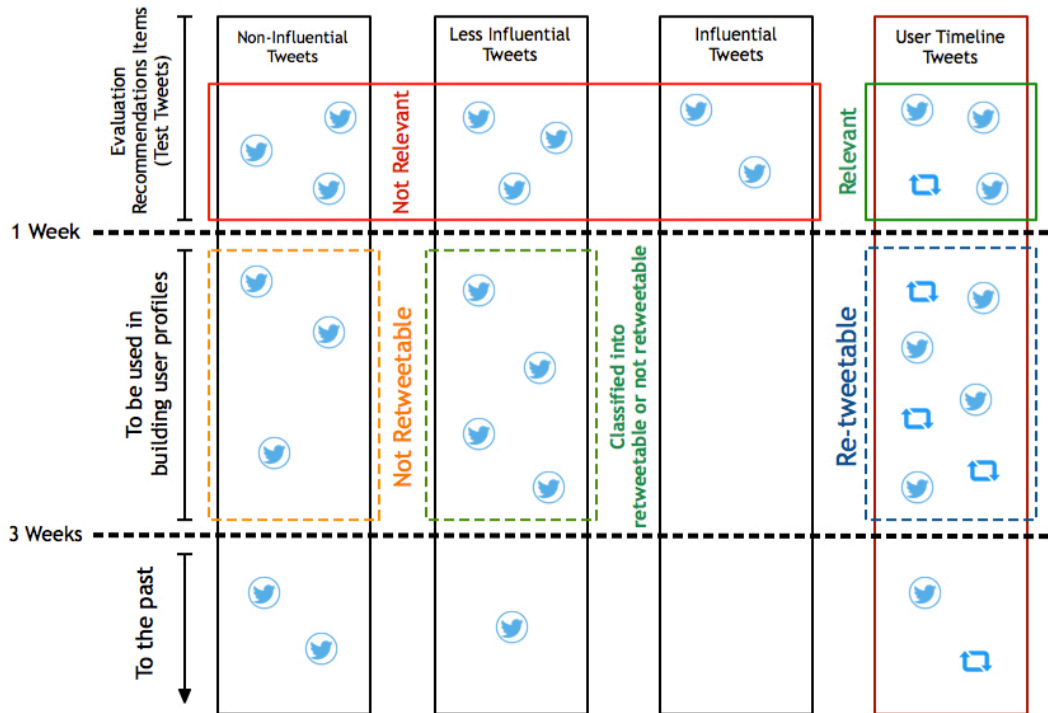 Non-Influential
Tweets
Less Influential
Tweets
Influential
Tweets
User Timeline
Tweets
Evaluation
Recommendations Items
(Test Tweets)
Not Relevant
Relevant
1 Week
To be used in
building user profiles
Not Retweetable
Classified into
retweetable or not retweetable
Re-tweetable
3 Weeks
To the past